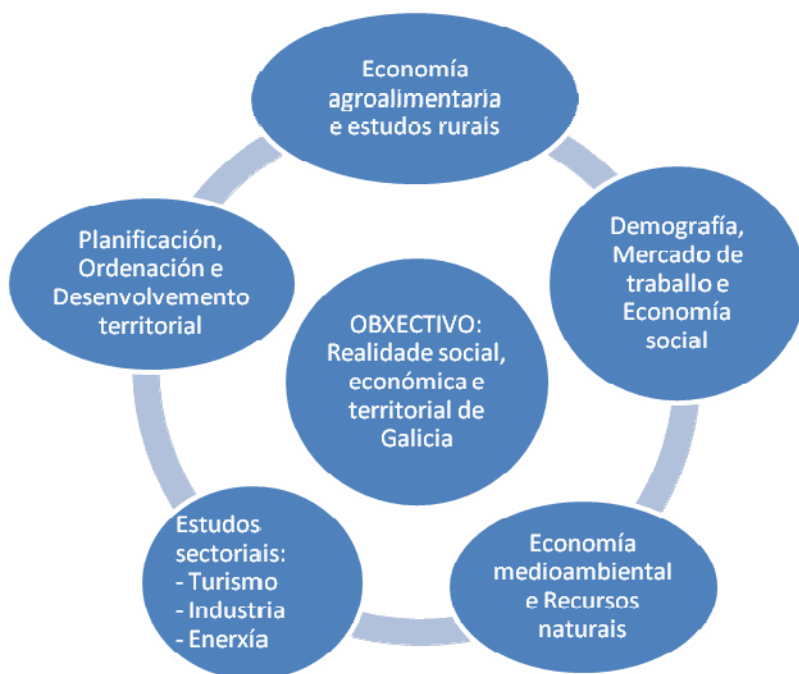 Economía
agroalimentaria
e estudos rurais
Demografía,
Mercado de
traballo e
Economía
social
Economía
medioambiental
e Recursos
naturais
Estudos
sectoriais:
- Turismo
- Industria
- Enerxía
Planificación,
Ordenación e
Desenvolvemento
territorial
OBXECTIVO:
Realidade social,
económica e
territorial de
Galicia